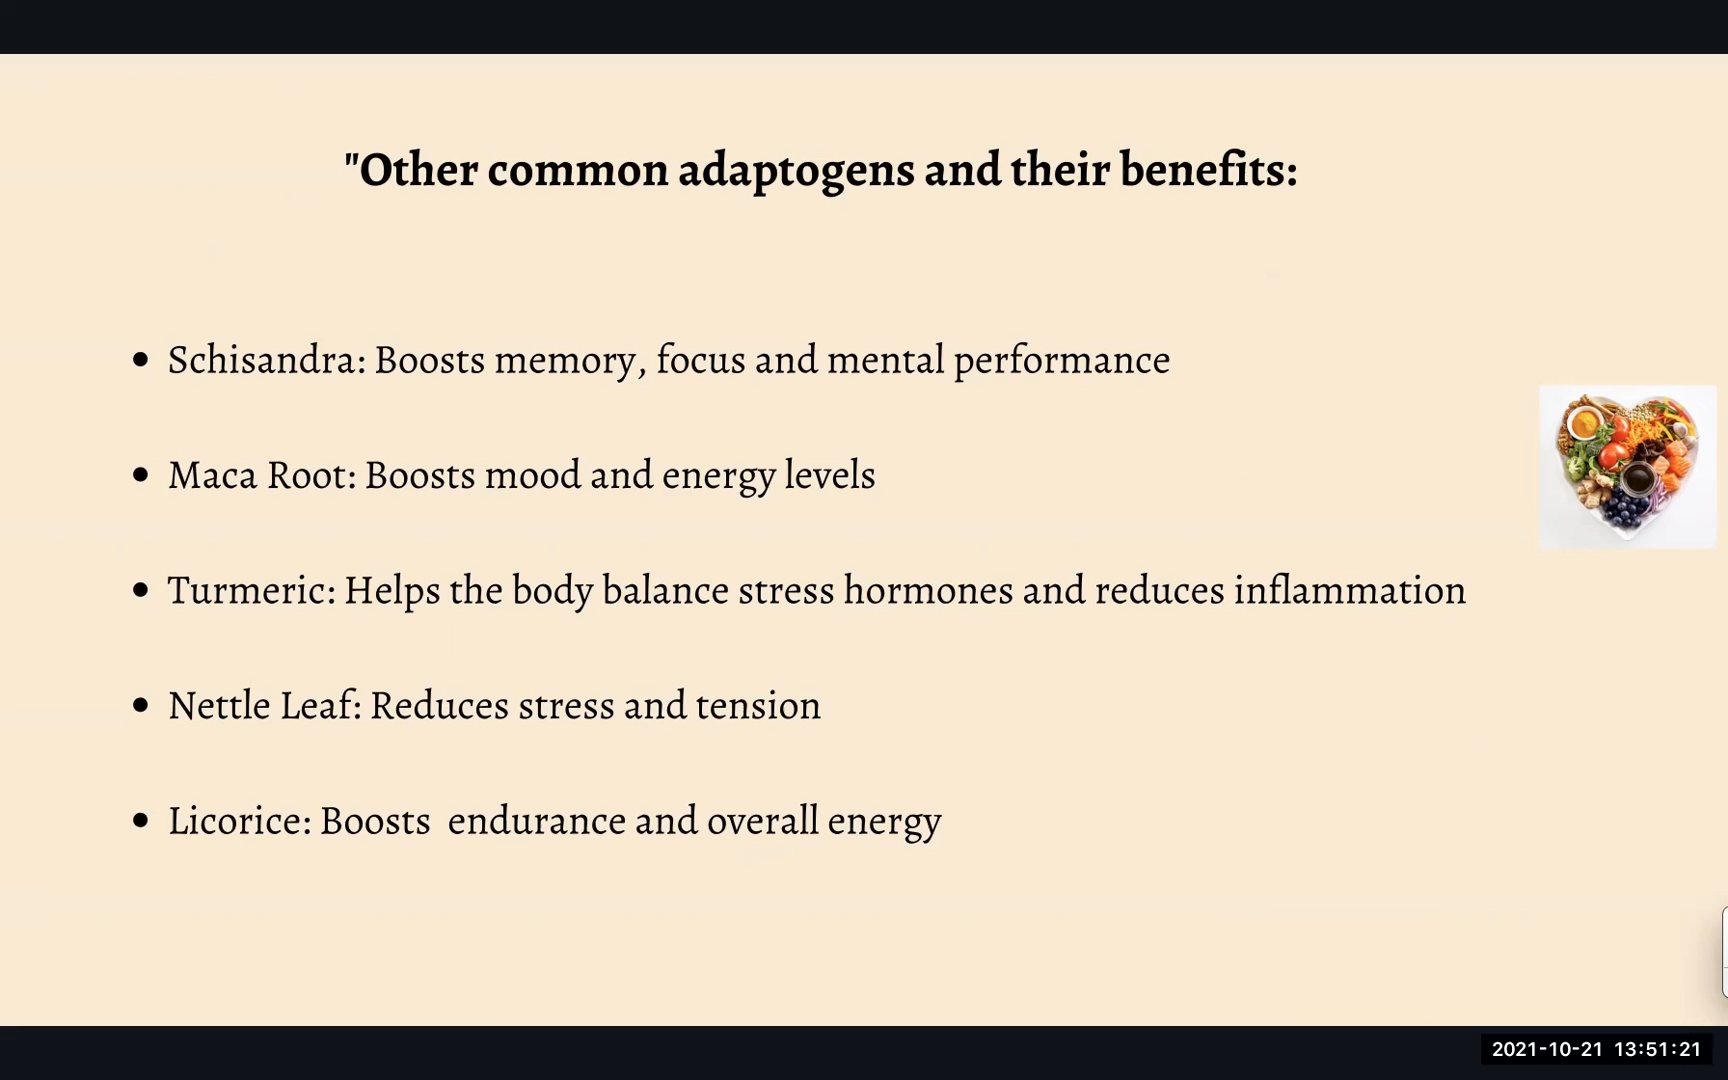 "Other common adaptogens and their benefits:
• Schisandra: Boosts memory, focus and mental performance
• Maca Root: Boosts mood and energy levels
• Turmeric: Helps the body balance stress hormones and reduces inflammation
• Nettle Leaf: Reduces stress and tension
• Licorice: Boosts  endurance and overall energy
2021-10-21 13:51:21